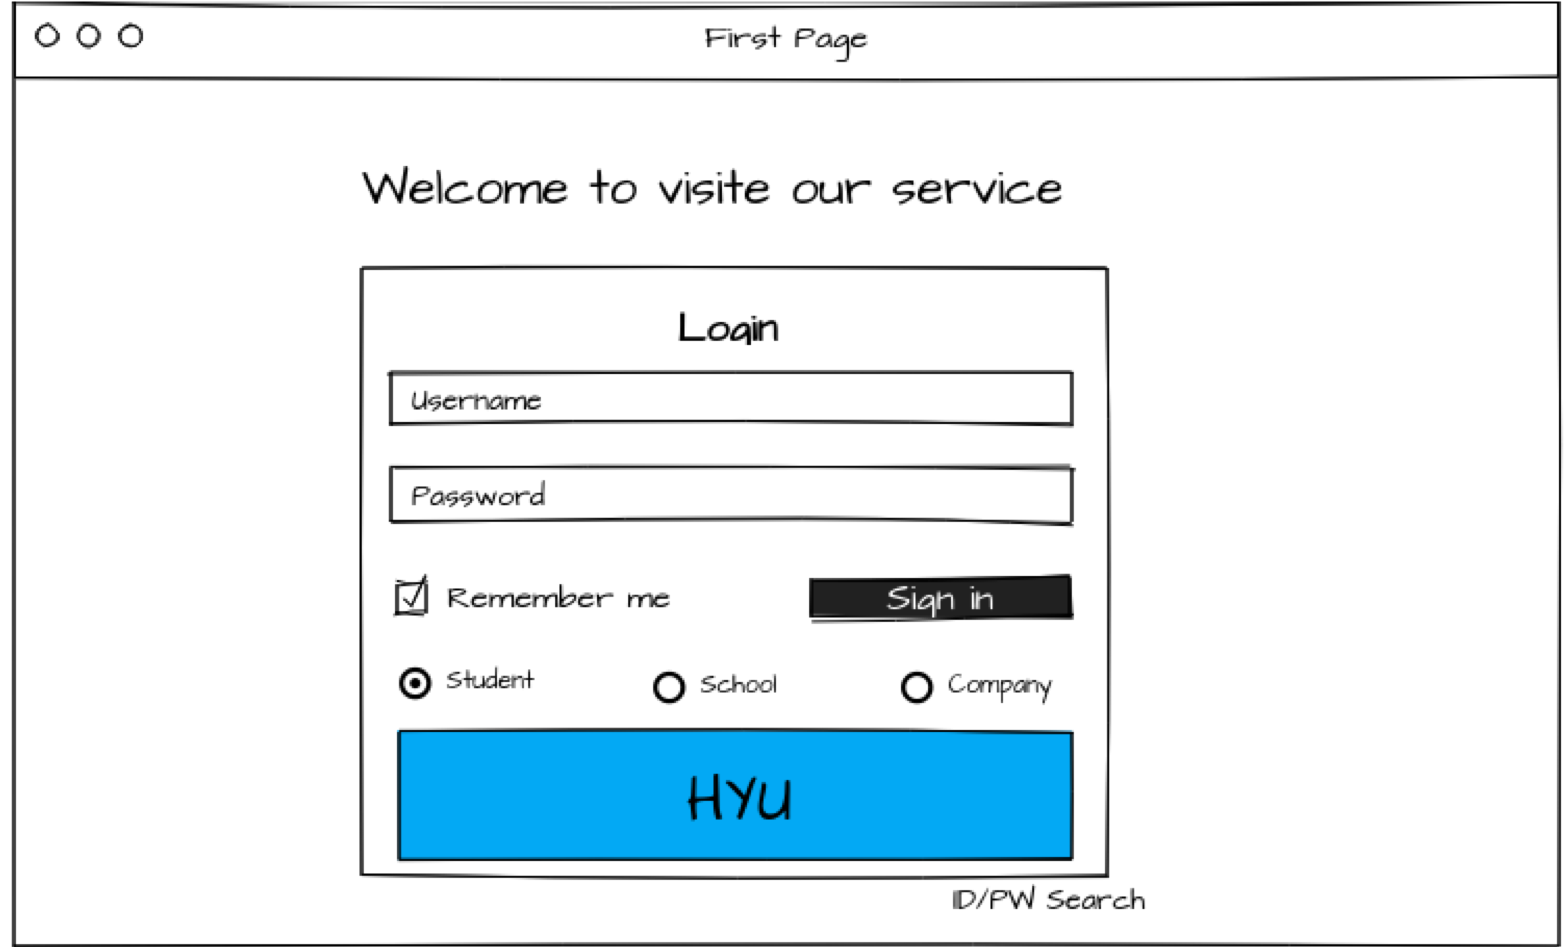 First Page
Welcome to visite our service
Login
Username
Password
Remember me
Sign in
Student
School
Company
HYU
ID/PW Search